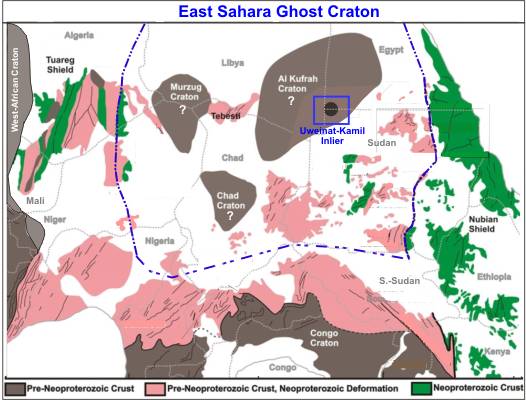 East Sahara Ghost Craton
Algeria
Tuareg
Shield
West-African Craton
Libya
Egypt
Murzuq
Craton
?
Al Kufrah
Craton
?
Tebesti
Uweinat-Kamil
Inlier
Sudan
Chad
Chad
Craton
?
Mali
Niger
Nigeria
Nubian
Shield
S.-Sudan
Ethiopia
Congo
Craton
Congo
Kenya
Pre-Neoproterozoic Crust
Pre-Neoproterozoic Crust, Neoproterozoic Deformation
Neoproterozoic Crust